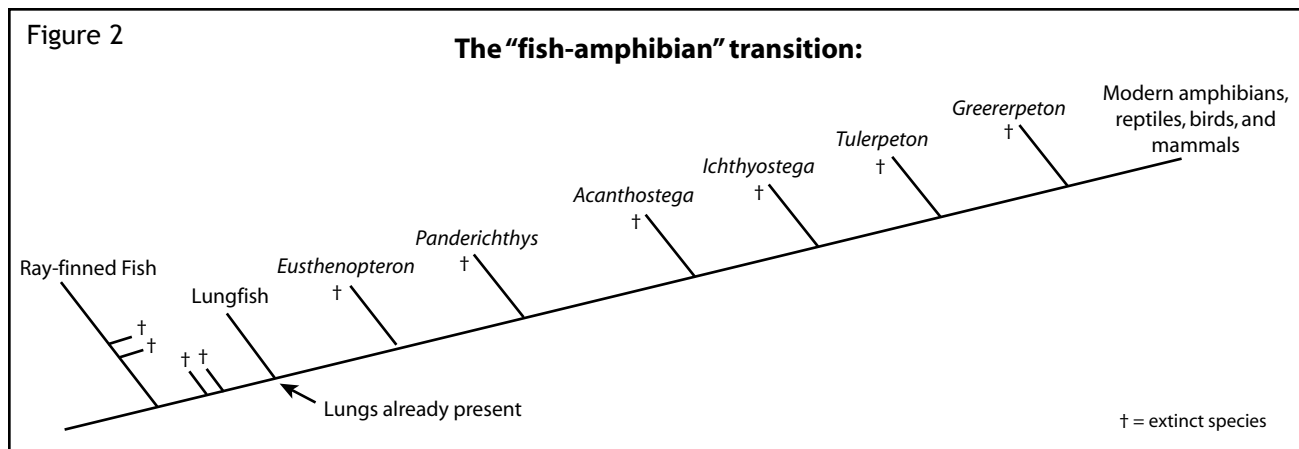 Figure 2
The “fish-amphibian” transition:
Modern amphibians,
reptiles, birds, and
mammals
Greererpeton
†
Tulerpeton
†
Ichthyostega
†
Acanthostega
†
Panderichthys
†
Eusthenopteron
†
Ray-finned Fish
Lungfish
†
†
† †
Lungs already present
† = extinct species